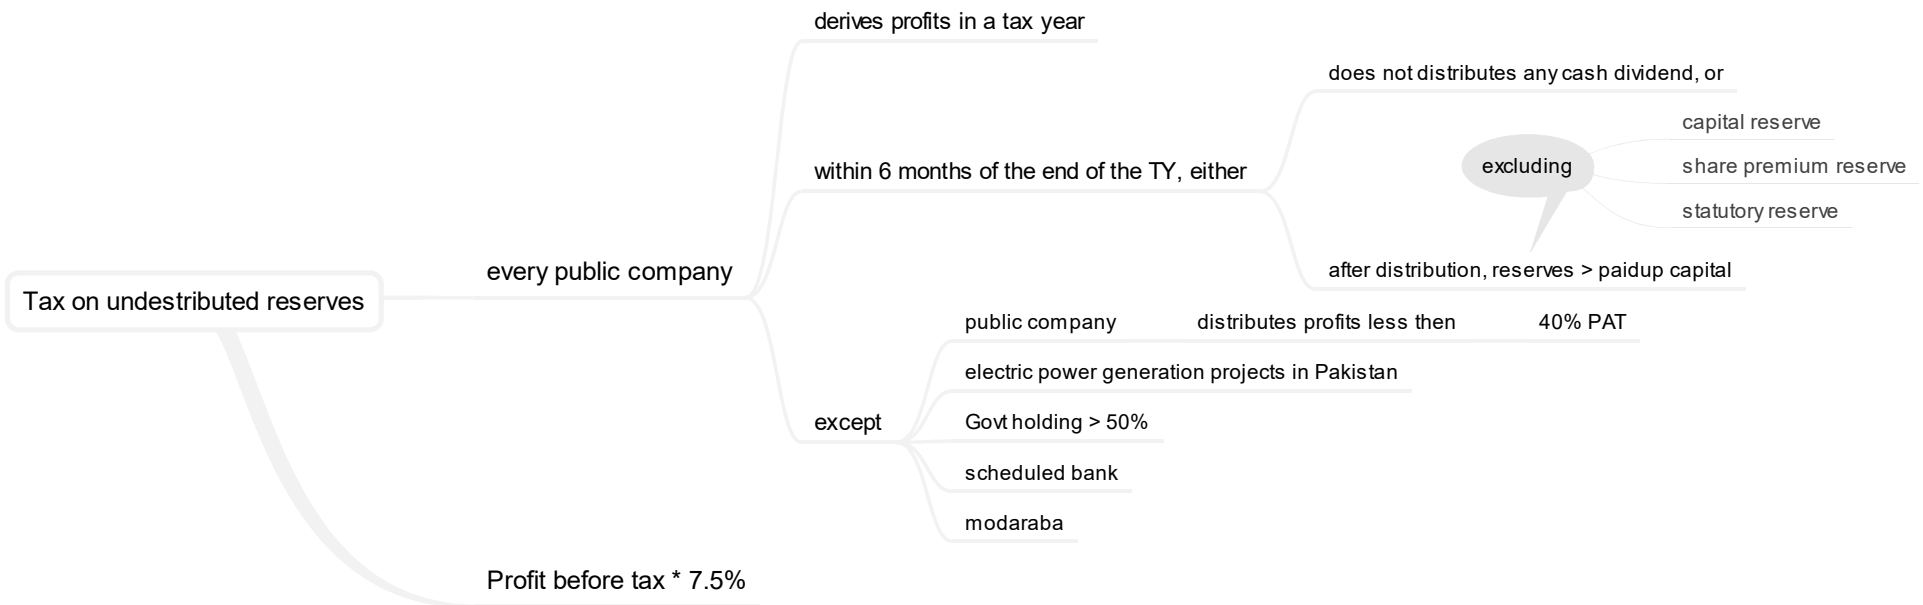 Tax on undestributed reserves
every public company
derives profits in a tax year
within 6 months of the end of the TY, either
does not distributes any cash dividend, or
after distribution, reserves > paidup capital
excluding
capital reserve
share premium reserve
statutory reserve
except
public company
distributes profits less then
40% PAT
electric power generation projects in Pakistan
Govt holding > 50%
scheduled bank
modaraba
Profit before tax * 7.5%